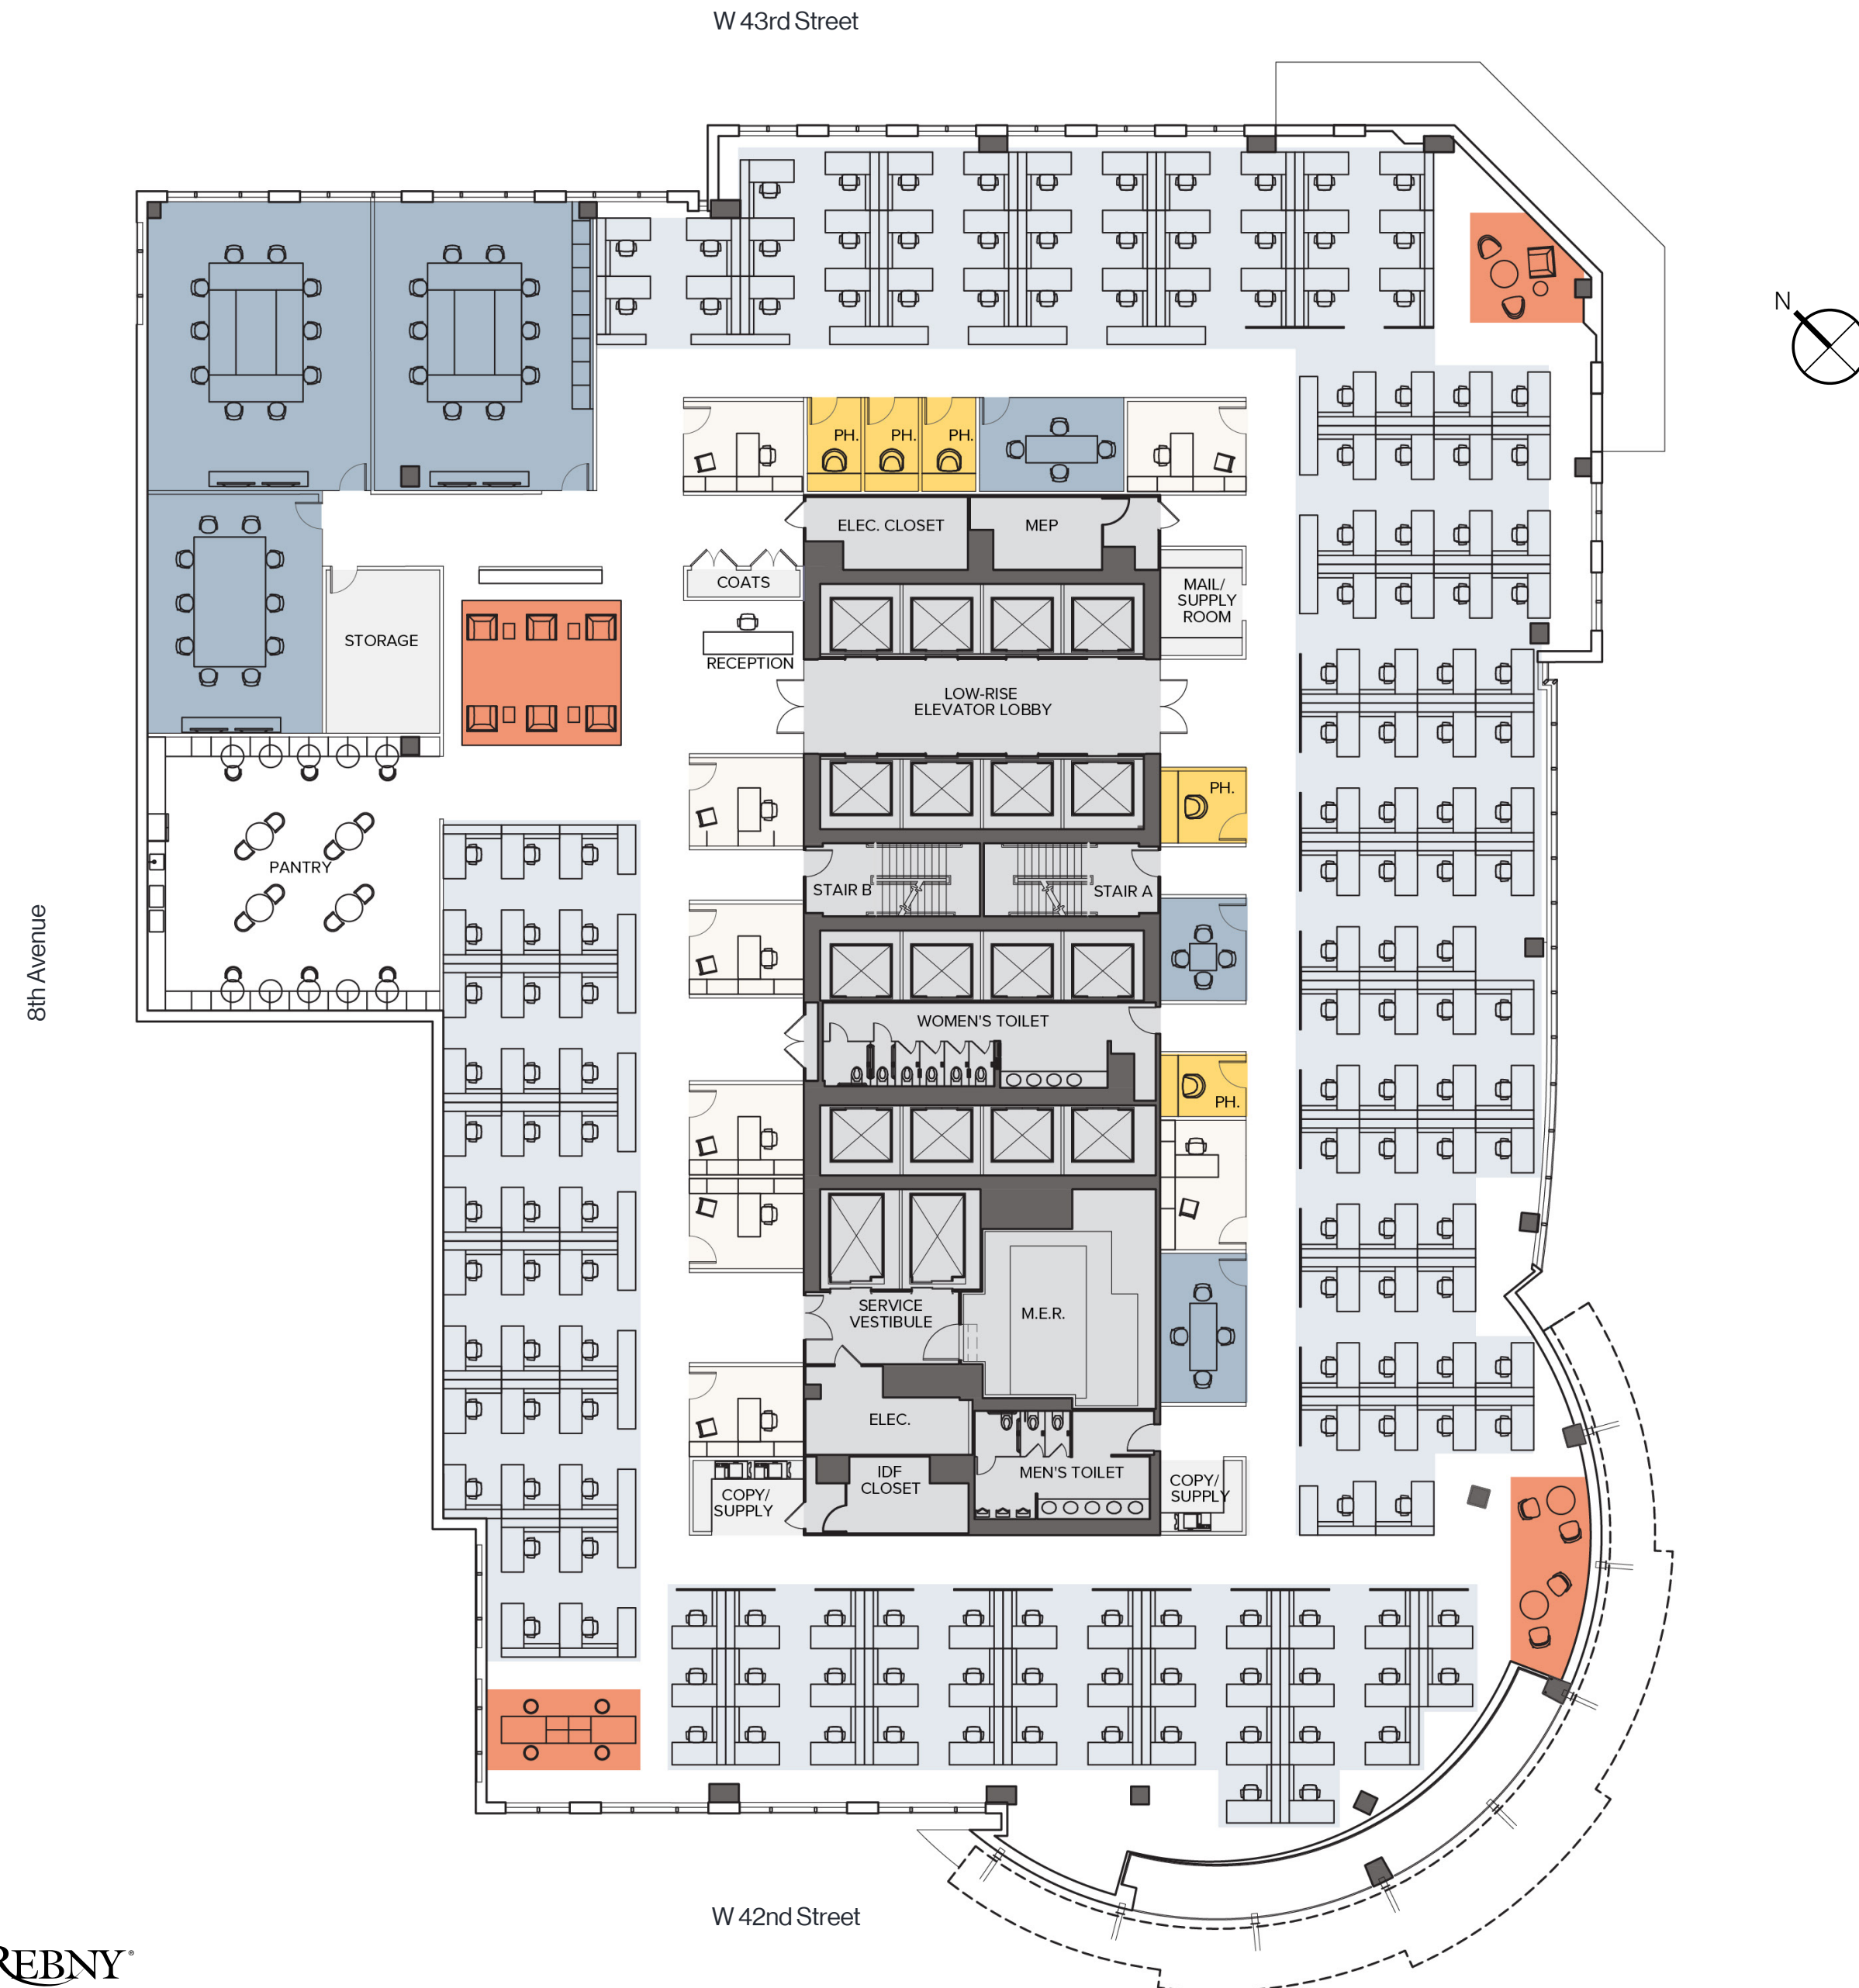 W 43rd Street
N
PH.
PH.
PH.
ELEC. CLOSET
MEP
COATS
MAIL/
SUPPLY
ROOM
STORAGE
RECEPTION
LOW-RISE
ELEVATOR LOBBY
PH.
PANTRY
STAIR B
STAIR A
8th Avenue
WOMEN'S TOILET
PH.
SERVICE
VESTIBULE
M.E.R.
ELEC.
IDF
CLOSET
MEN'S TOILET
COPY/
SUPPLY
COPY/
SUPPLY
W 42nd Street
REBNY®